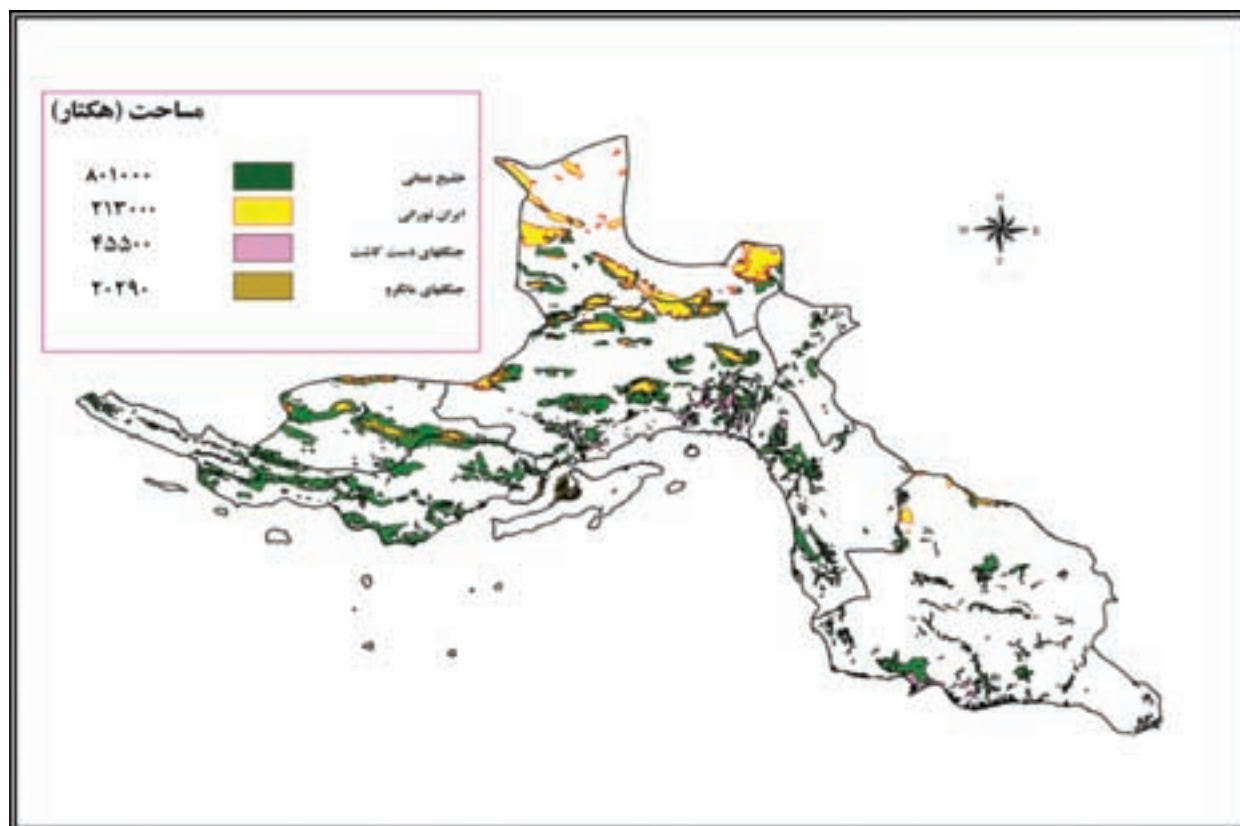 مساحت (هکتار)
خلیج عمانی ۸۰۱۰۰۰
ایران تورانی ۲۱۳۰۰۰
جنگلهای دست کاشت ۴۵۵۰۰
جنگلهای مانگرو ۲۰۲۹۰
N
W E
S